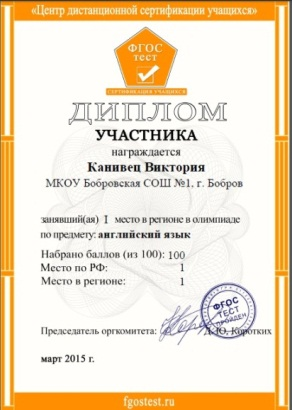 «Центр дистанционной сертификации учащихся»
ФГОС
ТЕСТ
СЕРТИФИКАЦИЯ УЧАЩИХСЯ
ДИПЛОМ
УЧАСТНИКА
награждается
Канивец Виктория
МКОУ Бобровская СОШ №1, г. Бобров
занявший(ая) I место в регионе в олимпиаде
по предмету: английский язык
Набрано баллов (из 100): 100
Место по РФ: 1
Место в регионе: 1
ФГОС
ТЕСТ
ПРОЙДЕН
Председатель оргкомитета: Д.Ю. Коротких
март 2015 г.
fgostest.ru